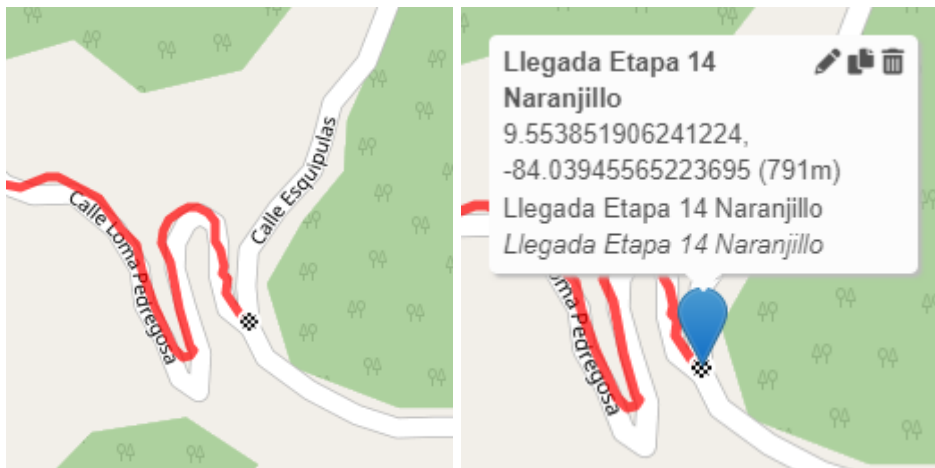 Calle Loma Pedregosa
Calle Esquipulas
Llegada Etapa 14
Naranjillo
9.553851906241224,
-84.03945565223695 (791m)
Llegada Etapa 14 Naranjillo
Llegada Etapa 14 Naranjillo
oma Pedregosa